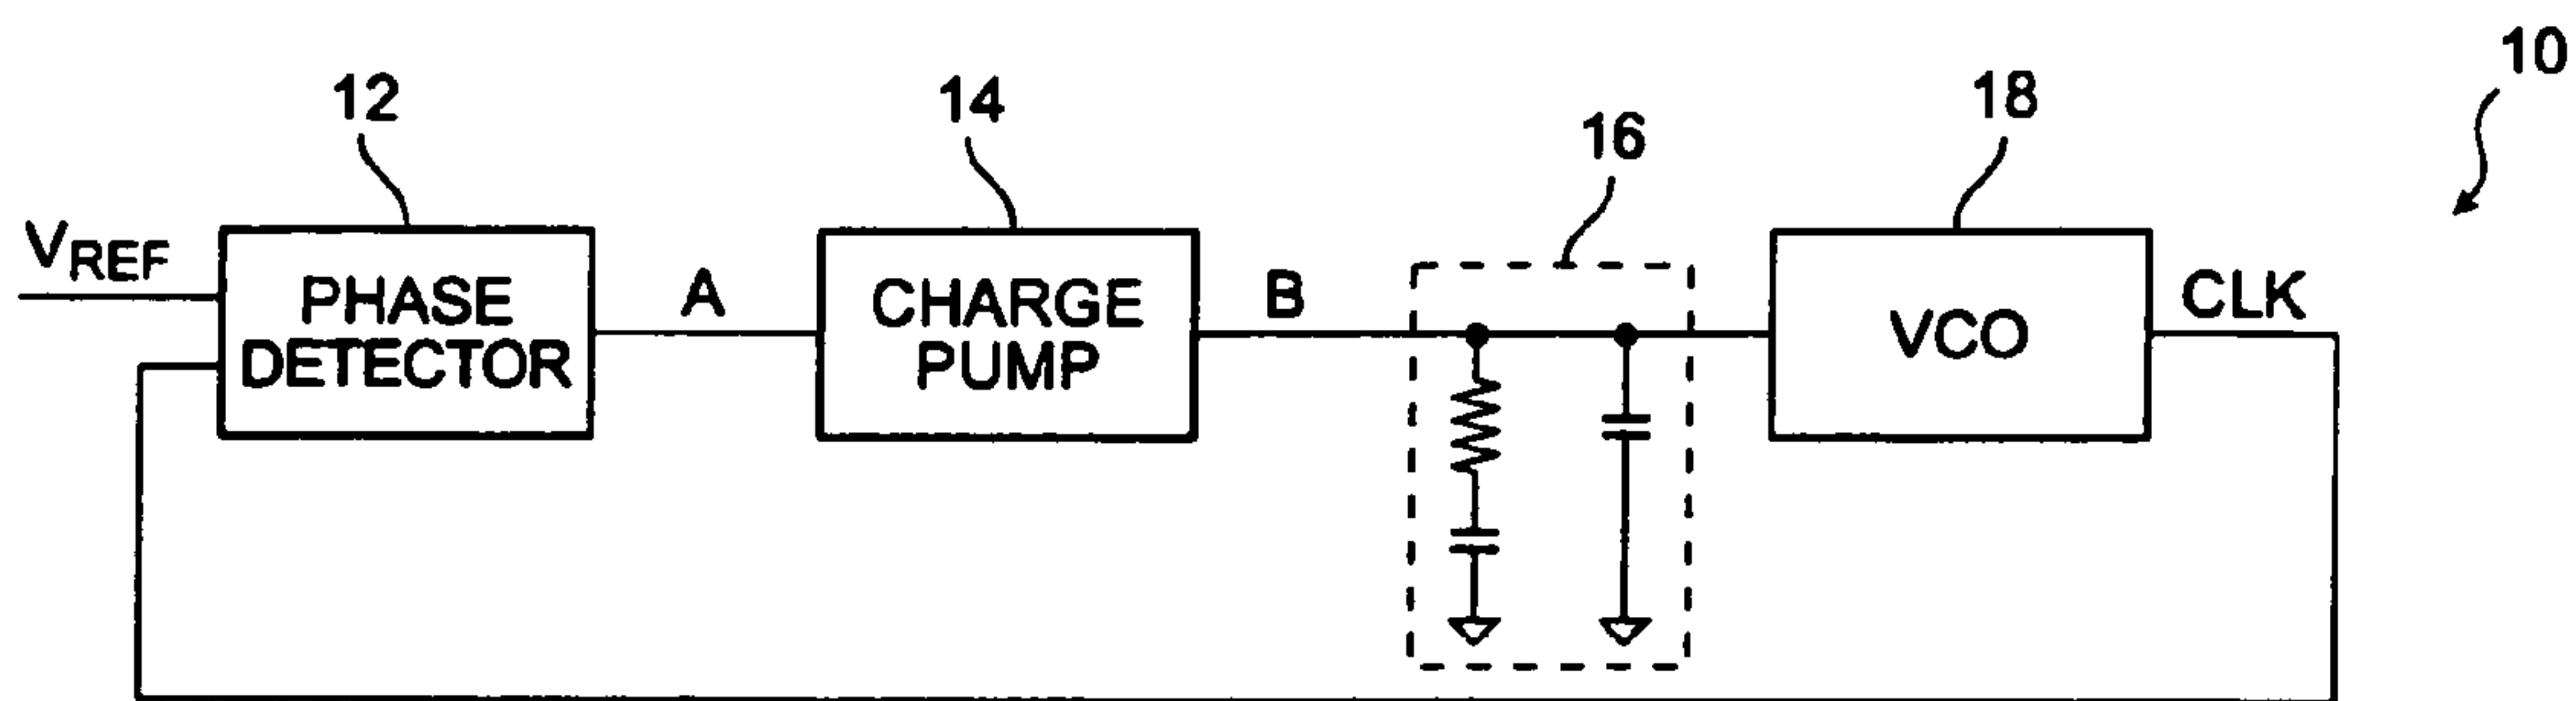 10
12
14
16
18
VREF
PHASE
DETECTOR
A
CHARGE
PUMP
B
VCO
CLK